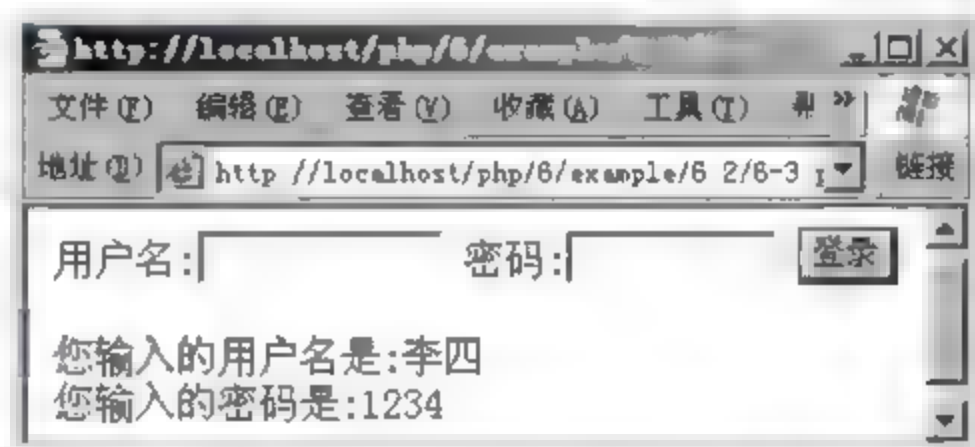 http://localhost/php/6/example/
文件(F) 编辑(E) 查看(V) 收藏(A) 工具(T) »
地址(D) http //localhost/php/6/example/6 2/6-3 链接
用户名: 密码: 登录
您输入的用户名是:李四
您输入的密码是:1234